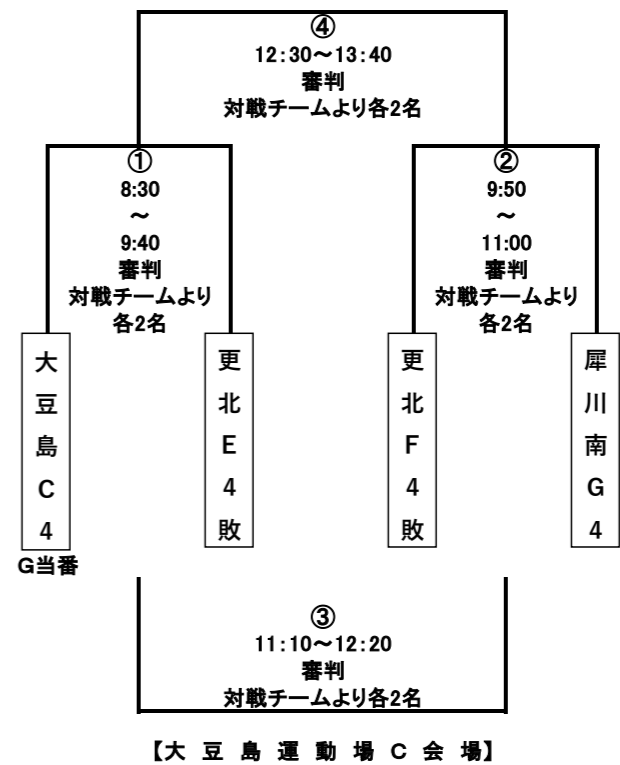 ④
12:30～13:40
審判
対戦チームより各2名
①
8:30
～
9:40
審判
対戦チームより
各2名
②
9:50
～
11:00
審判
対戦チームより
各2名
大豆島C4
更北E4敗
更北F4敗
犀川南G4
G当番
③
11:10～12:20
審判
対戦チームより各2名
【大豆島運動場C会場】